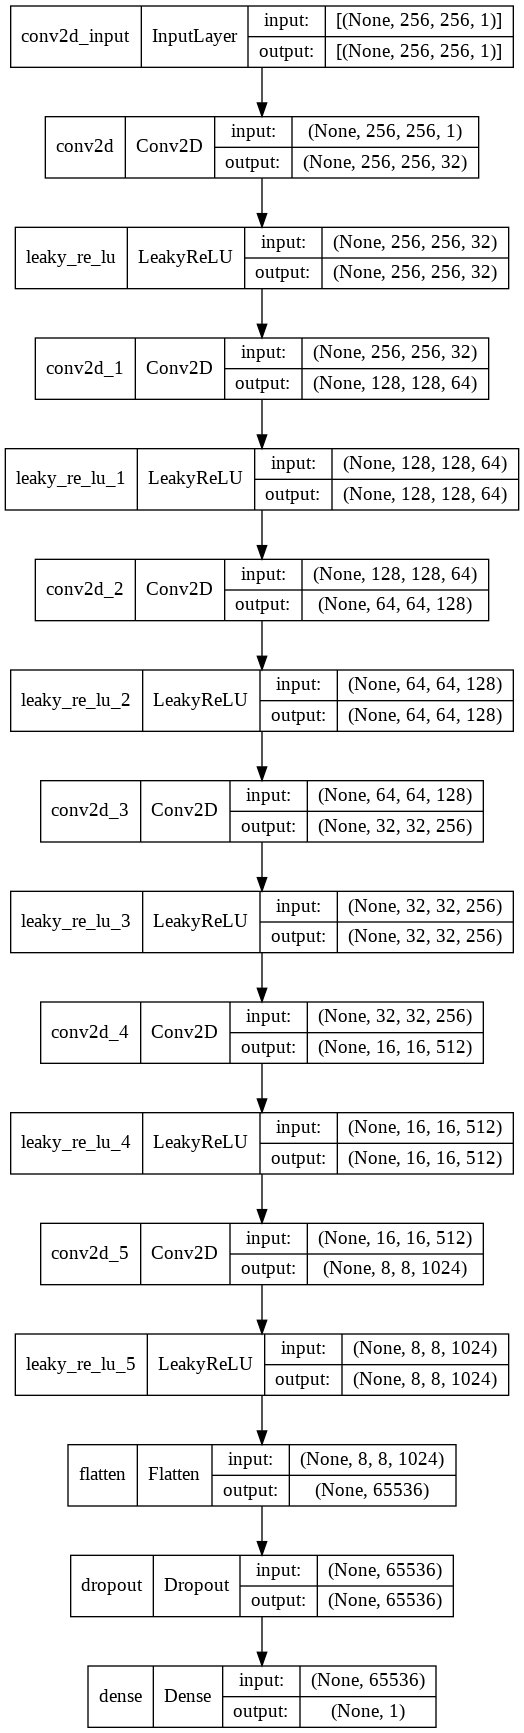 conv2d_input InputLayer input: [(None, 256, 256, 1)]
output: [(None, 256, 256, 1)]
conv2d Conv2D input: (None, 256, 256, 1)
output: (None, 256, 256, 32)
leaky_re_lu LeakyReLU input: (None, 256, 256, 32)
output: (None, 256, 256, 32)
conv2d_1 Conv2D input: (None, 256, 256, 32)
output: (None, 128, 128, 64)
leaky_re_lu_1 LeakyReLU input: (None, 128, 128, 64)
output: (None, 128, 128, 64)
conv2d_2 Conv2D input: (None, 128, 128, 64)
output: (None, 64, 64, 128)
leaky_re_lu_2 LeakyReLU input: (None, 64, 64, 128)
output: (None, 64, 64, 128)
conv2d_3 Conv2D input: (None, 64, 64, 128)
output: (None, 32, 32, 256)
leaky_re_lu_3 LeakyReLU input: (None, 32, 32, 256)
output: (None, 32, 32, 256)
conv2d_4 Conv2D input: (None, 32, 32, 256)
output: (None, 16, 16, 512)
leaky_re_lu_4 LeakyReLU input: (None, 16, 16, 512)
output: (None, 16, 16, 512)
conv2d_5 Conv2D input: (None, 16, 16, 512)
output: (None, 8, 8, 1024)
leaky_re_lu_5 LeakyReLU input: (None, 8, 8, 1024)
output: (None, 8, 8, 1024)
flatten Flatten input: (None, 8, 8, 1024)
output: (None, 65536)
dropout Dropout input: (None, 65536)
output: (None, 65536)
dense Dense input: (None, 65536)
output: (None, 1)